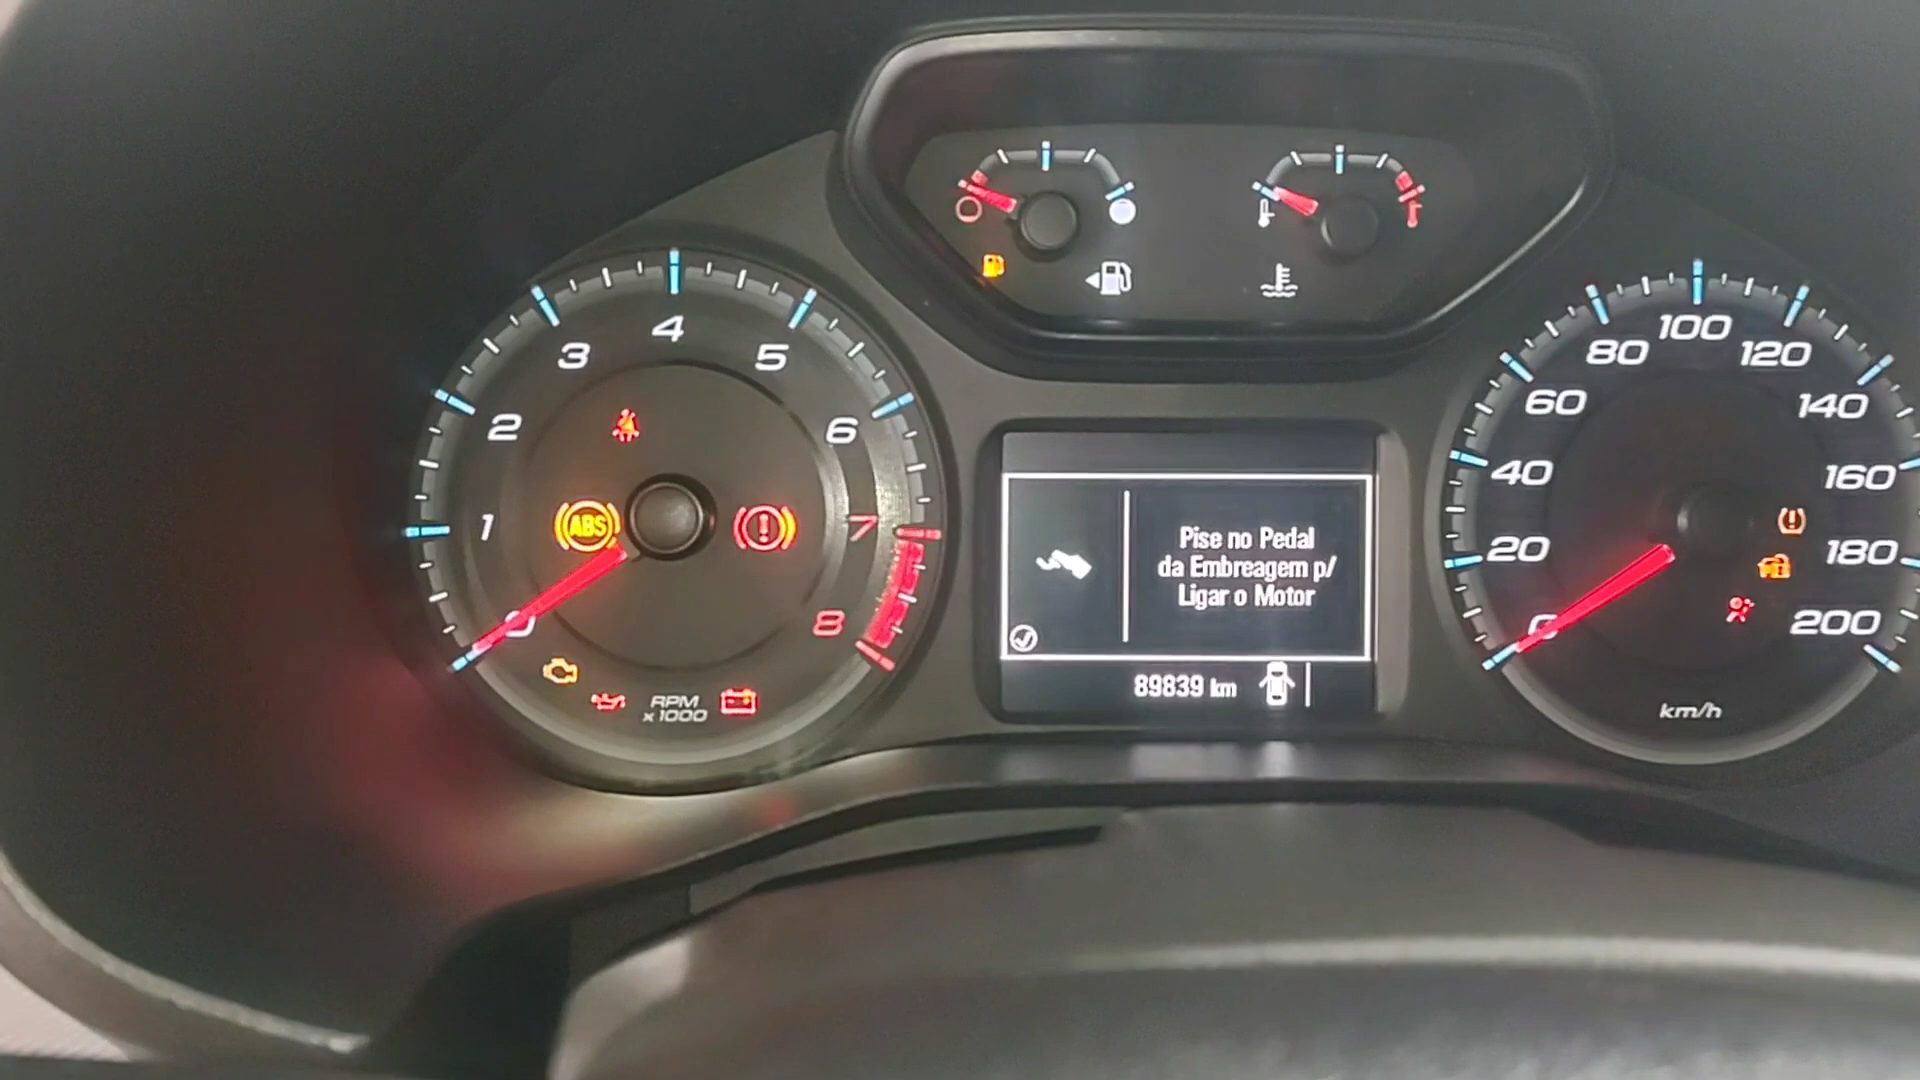 4
3
5
2
6
ABS
1
7
0
8
RPM
x1000
Pise no Pedal
da Embreagem p/
Ligar o Motor
89839 km
100
80
120
60
140
40
160
20
180
0
200
km/h